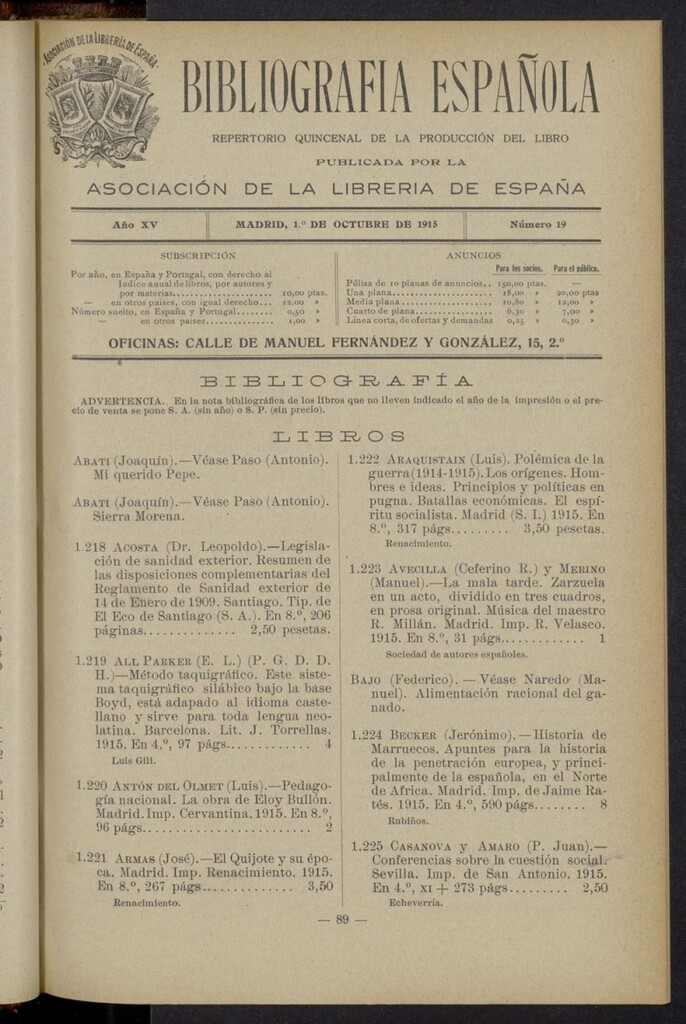 ASOCIACIÓN DE LA LIBRERÍA DE ESPAÑA
BIBLIOGRAFIA ESPAÑOLA
REPERTORIO QUINCENAL DE LA PRODUCCIÓN DEL LIBRO
PUBLICADA POR LA
ASOCIACIÓN DE LA LIBRERIA DE ESPAÑA
Año XV
MADRID, 1.º DE OCTUBRE DE 1915
Número 19
SUBSCRIPCIÓN
Por año, en España y Portugal, con derecho al
Indice anual de libros, por autores y
por materias..................... 10,00 ptas.
— en otros países, con igual derecho... 12.00 »
Número suelto, en España y Portugal........ 0,50 »
— en otros países............... 1,00 »
ANUNCIOS
Para los socios. Para el público.
Póliza de 10 planas de anuncios.. 150,00 ptas. —
Una plana..................... 18,00 » 20,00 ptas
Media plana................... 10,80 » 12,00 »
Cuarto de plana............... 6,30 » 7,00 »
Línea corta, de ofertas y demandas 0,25 » 0,30 »
OFICINAS: CALLE DE MANUEL FERNÁNDEZ Y GONZÁLEZ, 15, 2.º
BIBLIOGRAFÍA
ADVERTENCIA. En la nota bibliográfica de los libros que no lleven indicado el año de la impresión o el pre-
cio de venta se pone S. A. (sin año) o S. P. (sin precio).
LIBROS
ABATI (Joaquín).—Véase Paso (Antonio).
Mi querido Pepe.
ABATI (Joaquín).—Véase Paso (Antonio).
Sierra Morena.
1.218 ACOSTA (Dr. Leopoldo).—Legisla-
ción de sanidad exterior. Resumen de
las disposiciones complementarias del
Reglamento de Sanidad exterior de
14 de Enero de 1909. Santiago. Tip. de
El Eco de Santiago (S. A.). En 8.º, 206
páginas.............. 2,50 pesetas.
1.219 ALL PARKER (E. L.) (P. G. D. D.
H.)—Método taquigráfico. Este siste-
ma taquigráfico silábico bajo la base
Boyd, está adapado al idioma caste-
llano y sirve para toda lengua neo-
latina. Barcelona. Lit. J. Torrellas.
1915. En 4.º, 97 págs............. 4
Luis Gili.
1.220 ANTÓN DEL OLMET (Luis).—Pedago-
gía nacional. La obra de Eloy Bullón.
Madrid. Imp. Cervantina. 1915. En 8.º,
96 págs....................... 2
1.221 ARMAS (José).—El Quijote y su épo-
ca. Madrid. Imp. Renacimiento. 1915.
En 8.º, 267 págs............... 3,50
Renacimiento.
1.222 ARAQUISTAIN (Luis). Polémica de la
guerra (1914-1915). Los orígenes. Hom-
bres e ideas. Principios y políticas en
pugna. Batallas económicas. El espí-
ritu socialista. Madrid (S. I.) 1915. En
8.º, 317 págs......... 3,50 pesetas.
Renacimiento.
1.223 AVECILLA (Ceferino R.) y MERINO
(Manuel).—La mala tarde. Zarzuela
en un acto, dividido en tres cuadros,
en prosa original. Música del maestro
R. Millán. Madrid. Imp. R. Velasco.
1915. En 8.º, 31 págs............. 1
Sociedad de autores españoles.
BAJO (Federico).—Véase Naredo (Ma-
nuel). Alimentación racional del ga-
nado.
1.224 BECKER (Jerónimo).—Historia de
Marruecos. Apuntes para la historia
de la penetración europea, y princi-
palmente de la española, en el Norte
de Africa. Madrid. Imp. de Jaime Ra-
tés. 1915. En 4.º, 590 págs........ 8
Rubiños.
1.225 CASANOVA y AMARO (P. Juan).—
Conferencias sobre la cuestión social.
Sevilla. Imp. de San Antonio. 1915.
En 4.º, XI + 273 págs.......... 2,50
Echeverría.
— 89 —